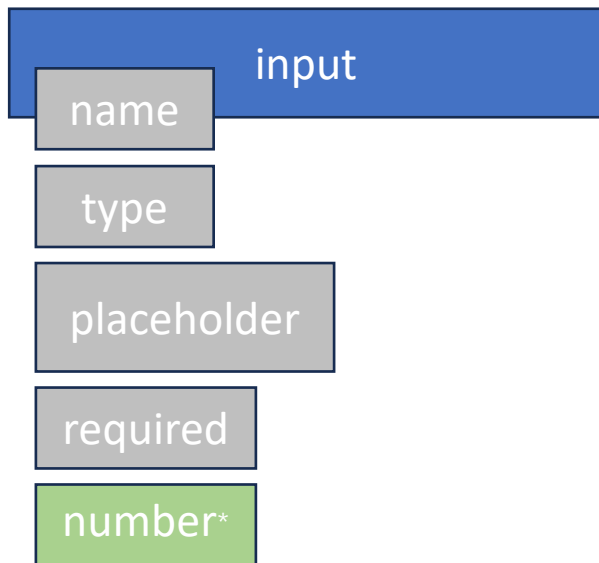 input
name
type
placeholder
required
number*